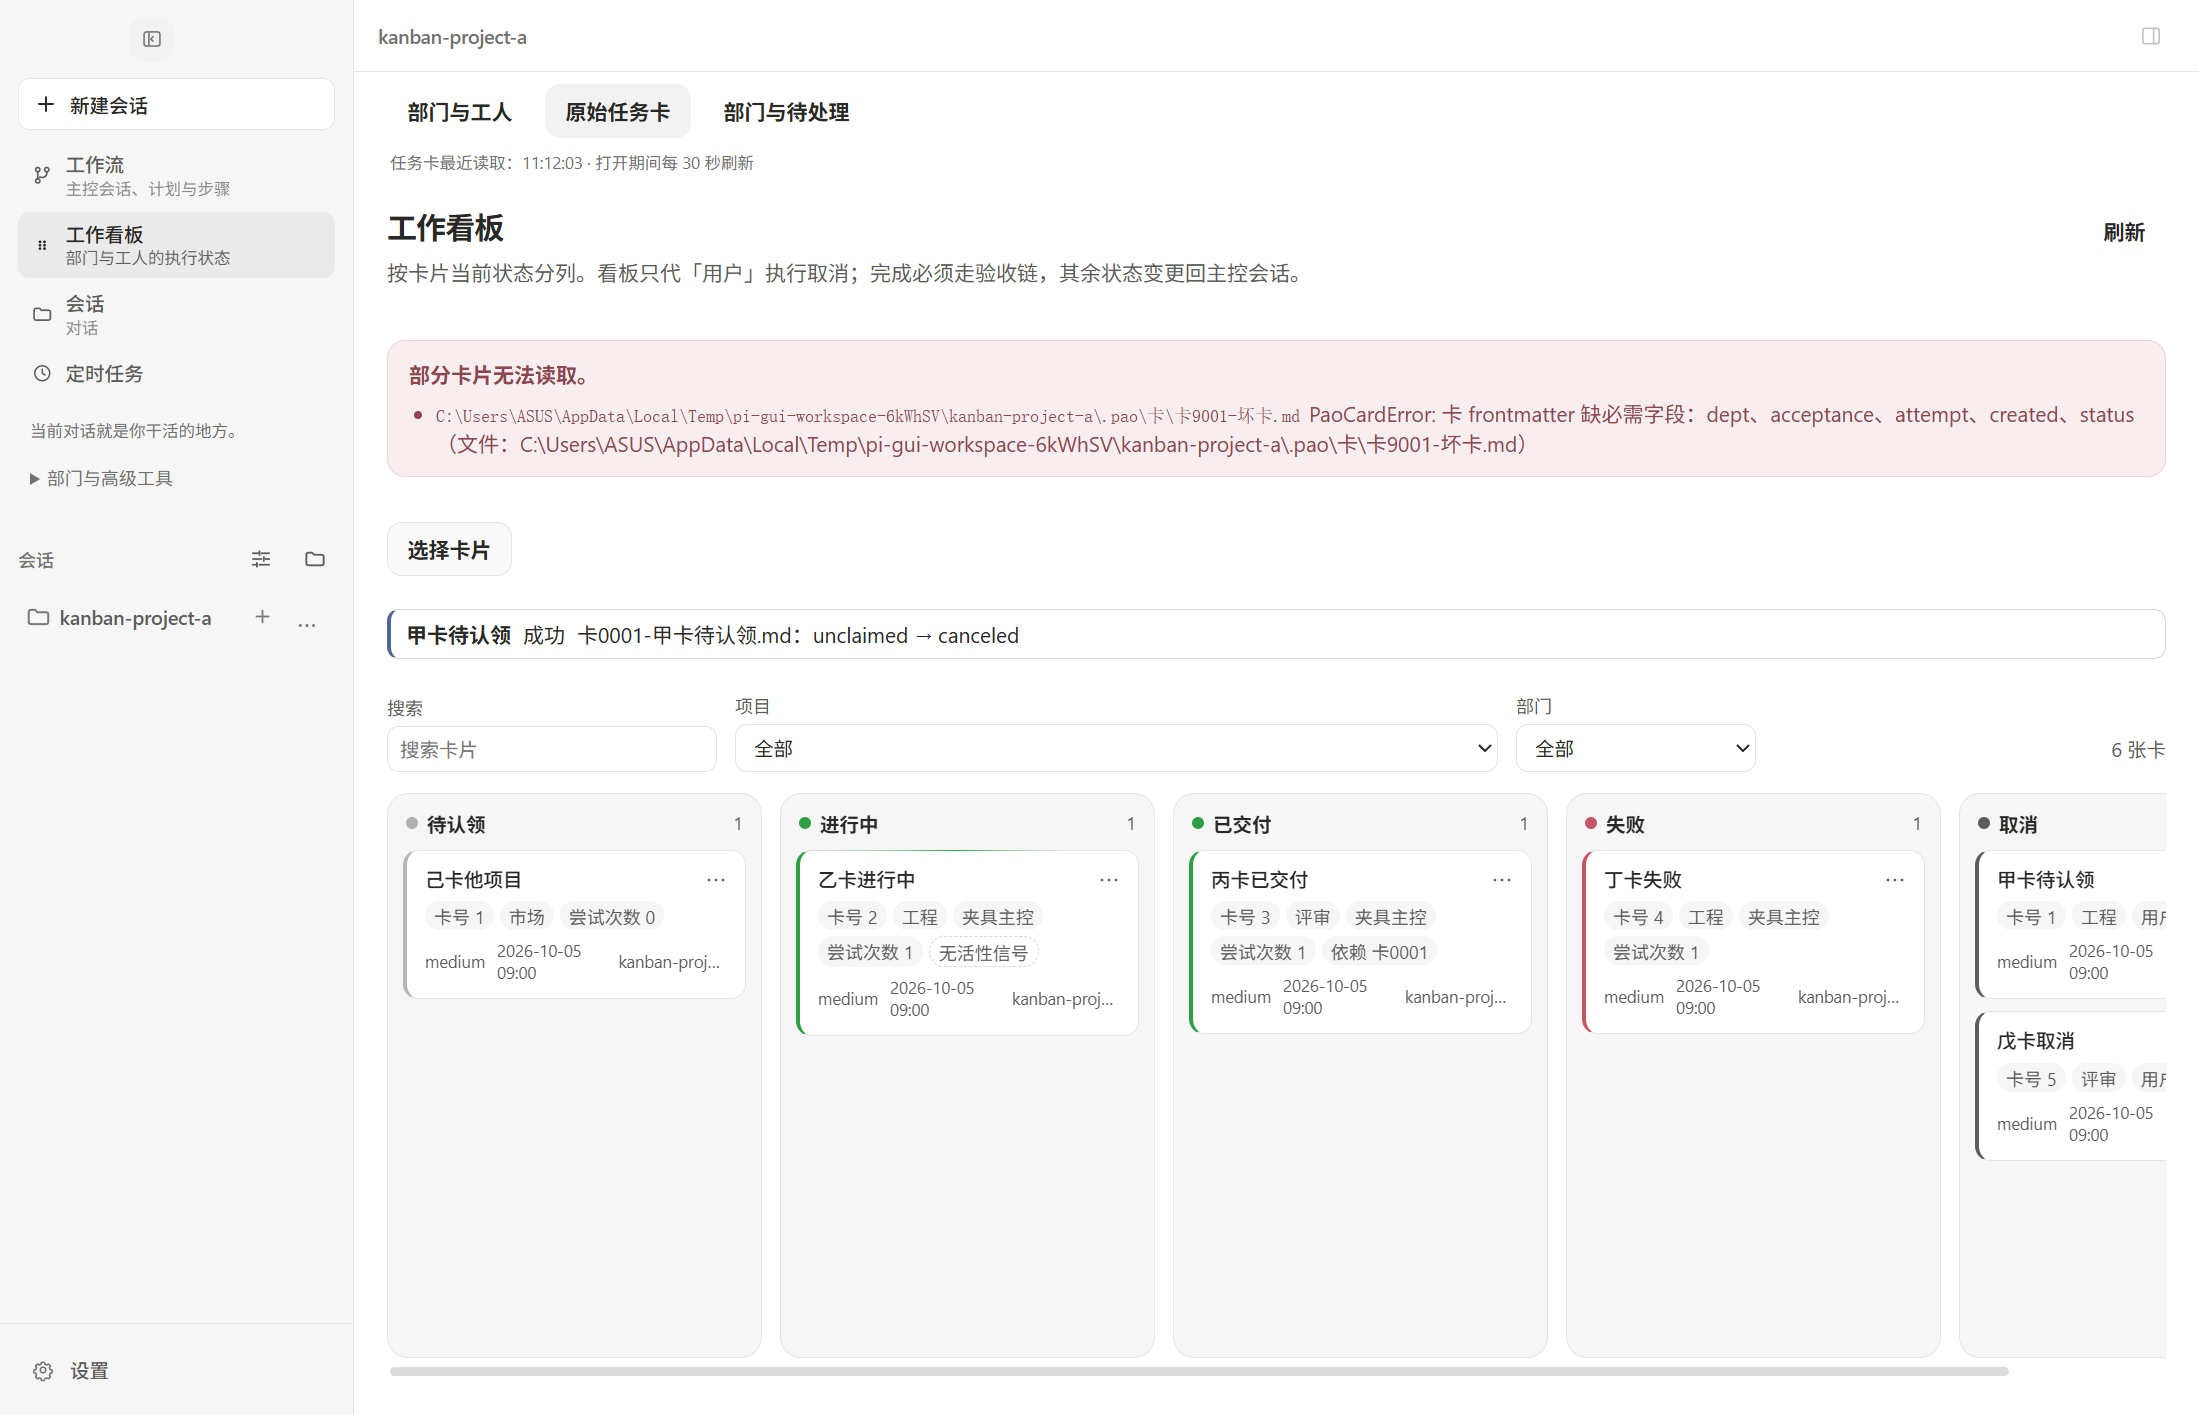 kanban-project-a
新建会话
工作流
主控会话、计划与步骤
工作看板
部门与工人的执行状态
会话
对话
定时任务
当前对话就是你干活的地方。
部门与高级工具
会话
kanban-project-a
设置
部门与工人
原始任务卡
部门与待处理
任务卡最近读取：11:12:03 · 打开期间每 30 秒刷新
工作看板
刷新
按卡片当前状态分列。看板只代「用户」执行取消；完成必须走验收链，其余状态变更回主控会话。
部分卡片无法读取。
C:\Users\ASUS\AppData\Local\Temp\pi-gui-workspace-6kWhSV\kanban-project-a\.pao\卡\卡9001-坏卡.md PaoCardError: 卡 frontmatter 缺必需字段：dept、acceptance、attempt、created、status
（文件：C:\Users\ASUS\AppData\Local\Temp\pi-gui-workspace-6kWhSV\kanban-project-a\.pao\卡\卡9001-坏卡.md）
选择卡片
甲卡待认领 成功 卡0001-甲卡待认领.md：unclaimed → canceled
搜索
项目
部门
搜索卡片
全部
全部
6 张卡
待认领 1
己卡他项目
卡号 1 市场 尝试次数 0
medium 2026-10-05 09:00 kanban-proj...
进行中 1
乙卡进行中
卡号 2 工程 夹具主控
尝试次数 1 无活性信号
medium 2026-10-05 09:00 kanban-proj...
已交付 1
丙卡已交付
卡号 3 评审 夹具主控
尝试次数 1 依赖 卡0001
medium 2026-10-05 09:00 kanban-proj...
失败 1
丁卡失败
卡号 4 工程 夹具主控
尝试次数 1
medium 2026-10-05 09:00 kanban-proj...
取消
甲卡待认领
卡号 1 工程
medium 2026-10-05 09:00
戊卡取消
卡号 5 评审
medium 2026-10-05 09:00